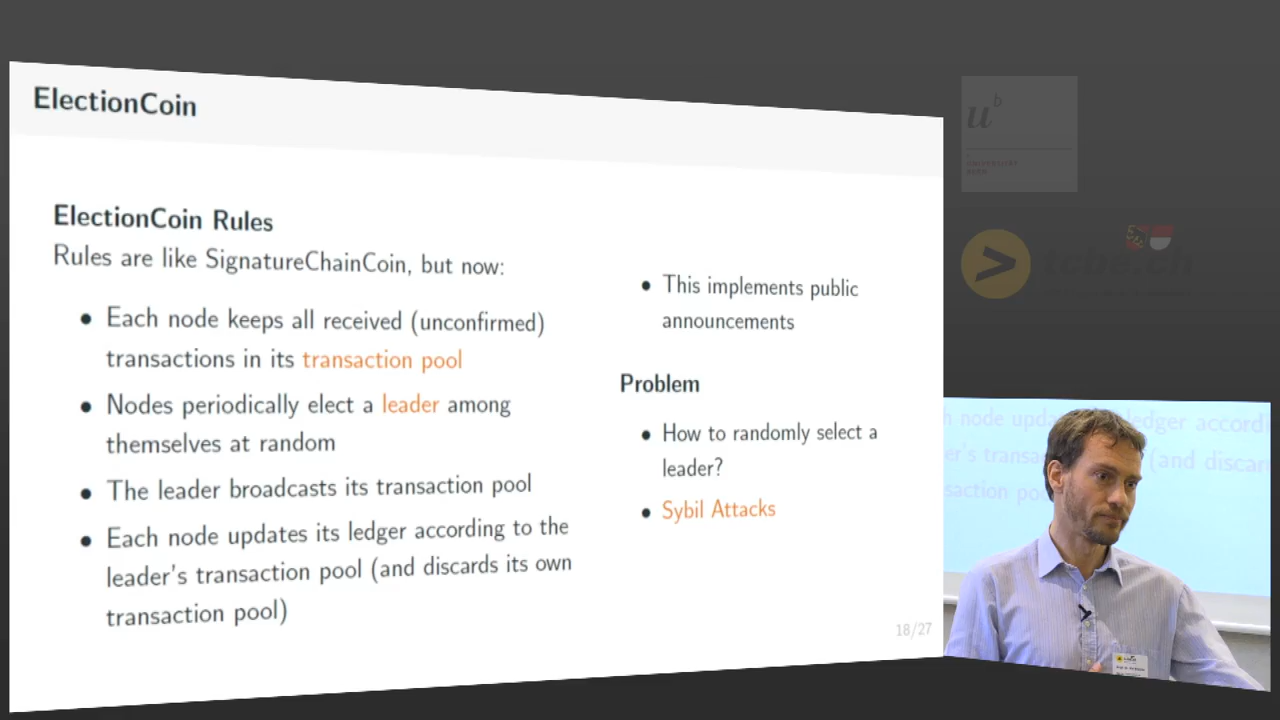 ElectionCoin
ElectionCoin Rules
Rules are like SignatureChainCoin, but now:
• Each node keeps all received (unconfirmed)
transactions in its transaction pool
• Nodes periodically elect a leader among
themselves at random
• The leader broadcasts its transaction pool
• Each node updates its ledger according to the
leader's transaction pool (and discards its own
transaction pool)
• This implements public
announcements
Problem
• How to randomly select a
leader?
• Sybil Attacks
18/27
u
b
tcbe.ch